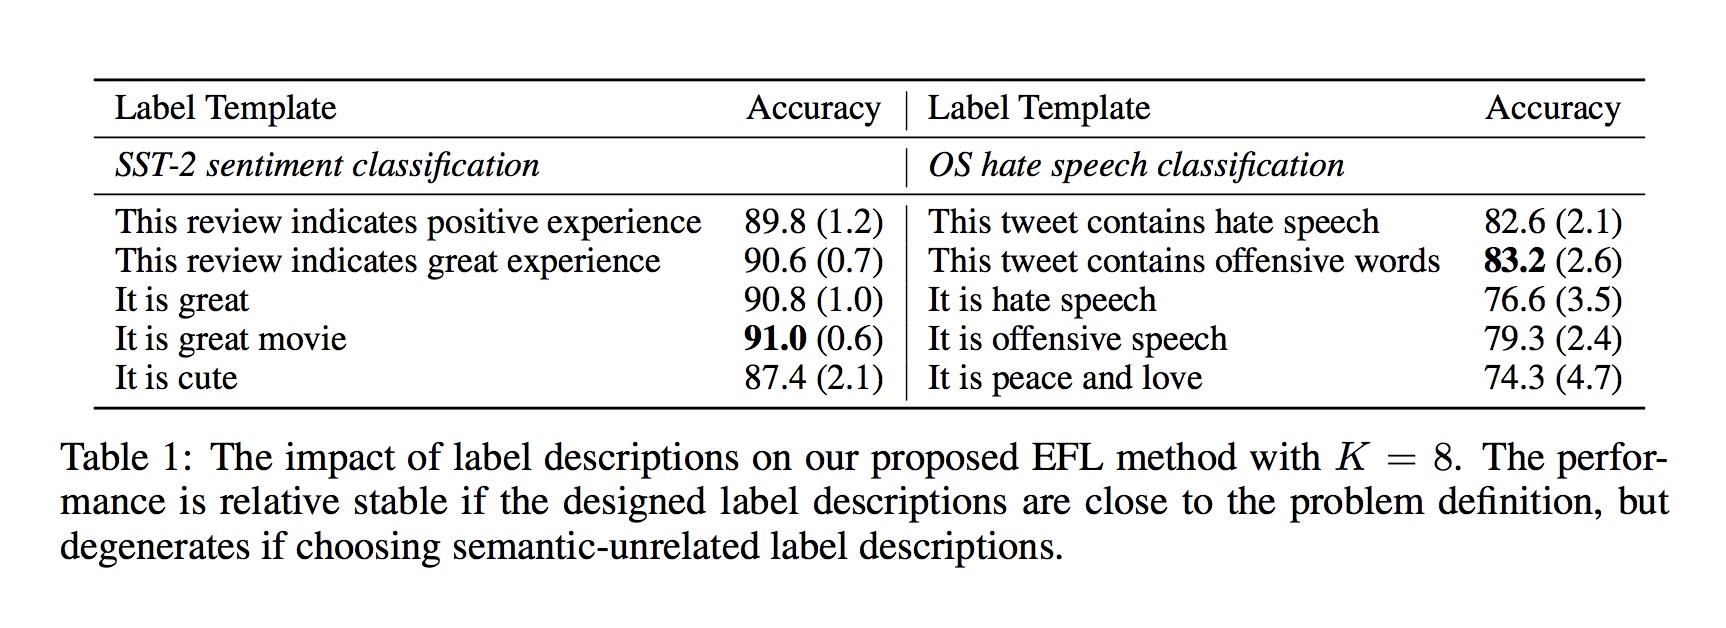 Label Template Accuracy Label Template Accuracy
SST-2 sentiment classification OS hate speech classification
This review indicates positive experience 89.8 (1.2) This tweet contains hate speech 82.6 (2.1)
This review indicates great experience 90.6 (0.7) This tweet contains offensive words 83.2 (2.6)
It is great 90.8 (1.0) It is hate speech 76.6 (3.5)
It is great movie 91.0 (0.6) It is offensive speech 79.3 (2.4)
It is cute 87.4 (2.1) It is peace and love 74.3 (4.7)
Table 1: The impact of label descriptions on our proposed EFL method with K = 8. The perfor-
mance is relative stable if the designed label descriptions are close to the problem definition, but
degenerates if choosing semantic-unrelated label descriptions.